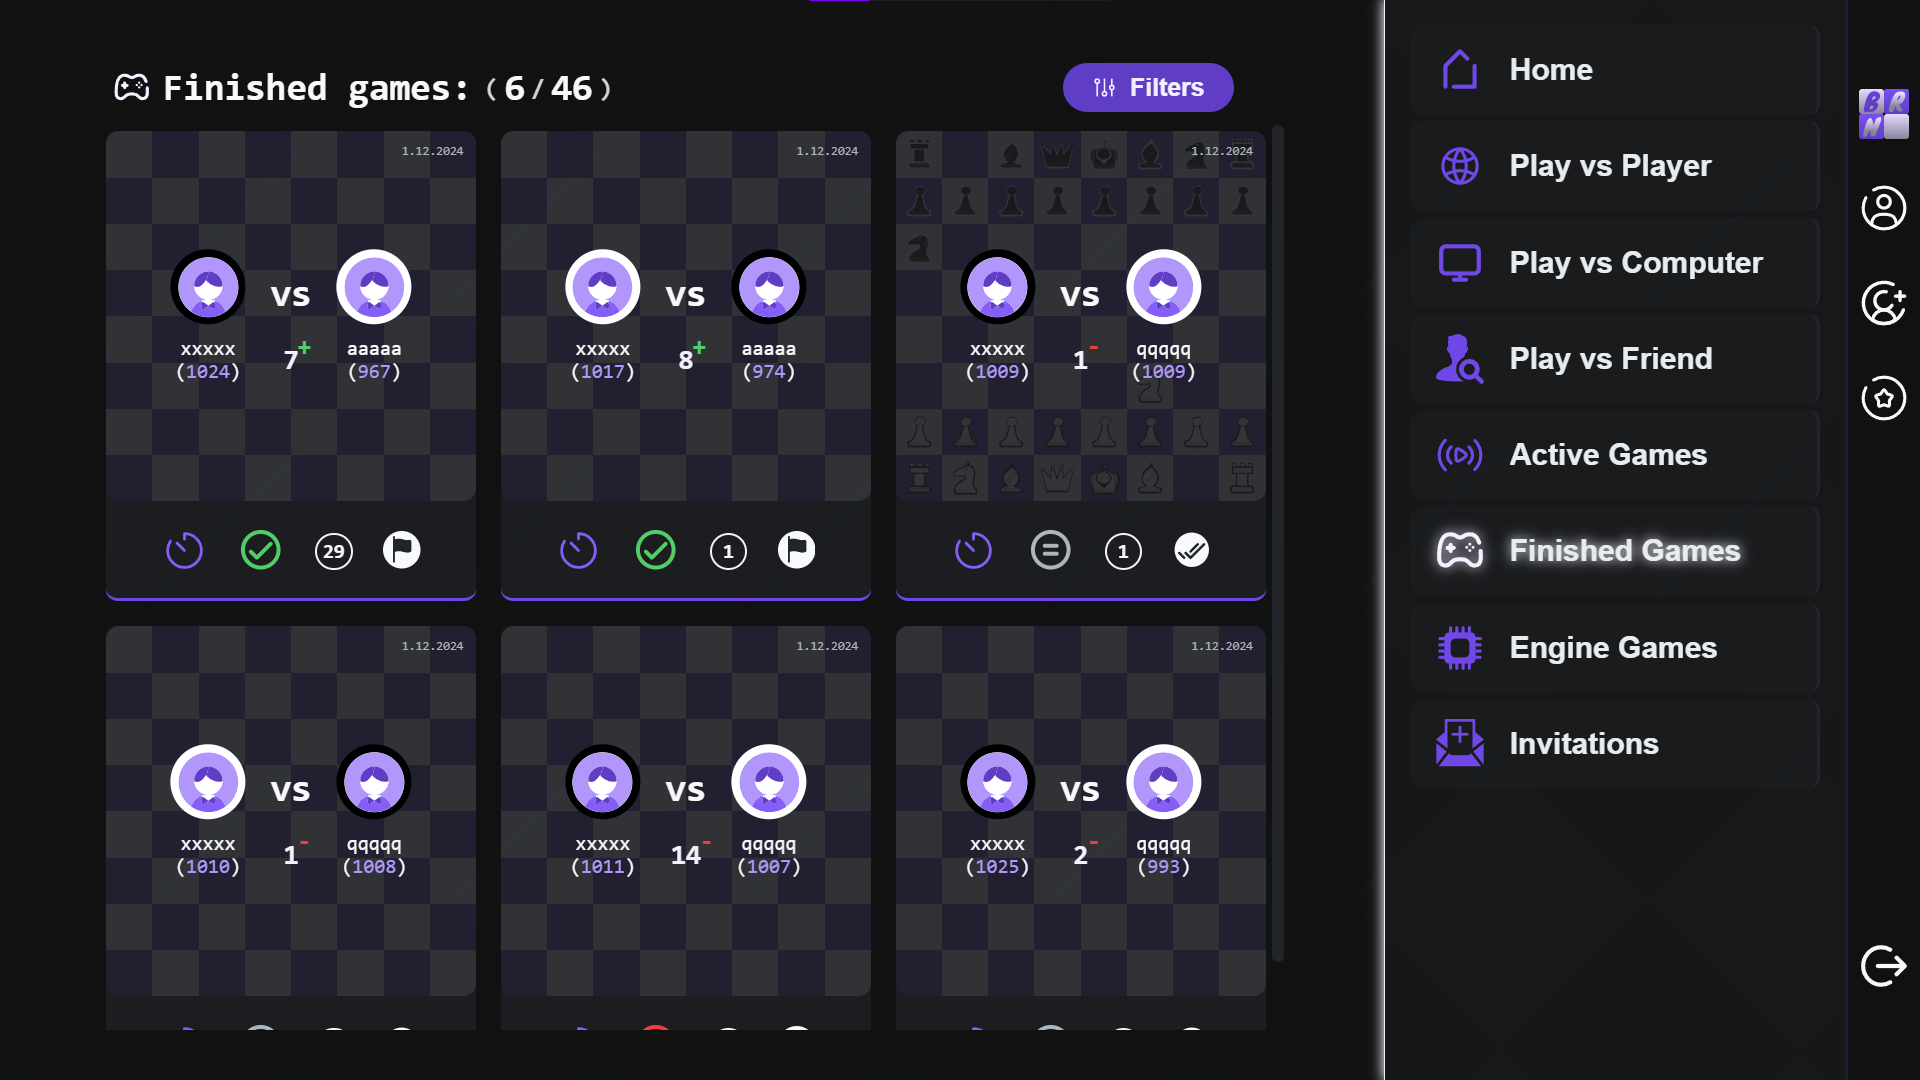 Finished games: (6/46)
Filters
1.12.2024
vs
xxxxx
(1024)
7+
aaaaa
(967)
29
1.12.2024
vs
xxxxx
(1017)
8+
aaaaa
(974)
1
1.12.2024
vs
xxxxx
(1009)
1-
qqqqq
(1009)
1
1.12.2024
vs
xxxxx
(1010)
1-
qqqqq
(1008)
1.12.2024
vs
xxxxx
(1011)
14-
qqqqq
(1007)
1.12.2024
vs
xxxxx
(1025)
2-
qqqqq
(993)
Home
Play vs Player
Play vs Computer
Play vs Friend
Active Games
Finished Games
Engine Games
Invitations
BR
N